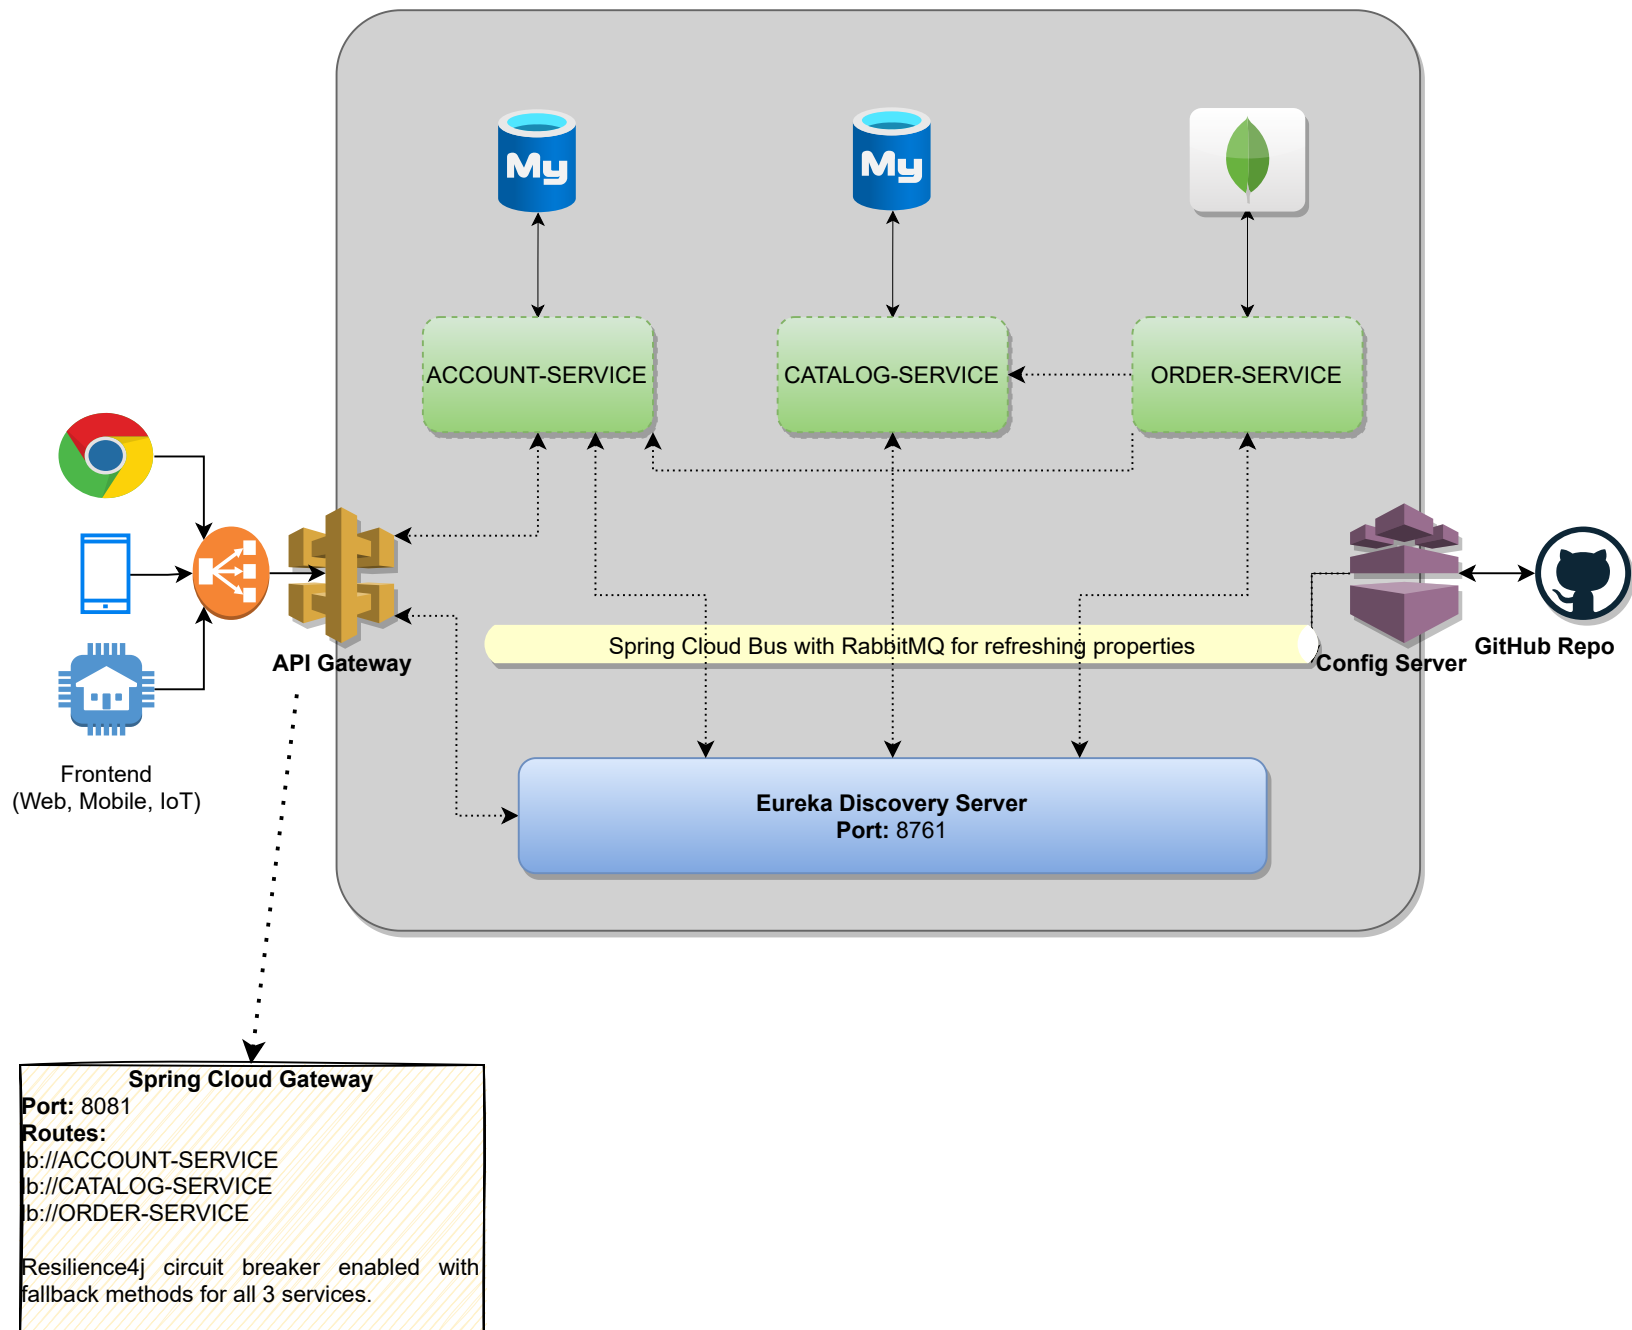 My
My
ACCOUNT-SERVICE
CATALOG-SERVICE
ORDER-SERVICE
API Gateway
Spring Cloud Bus with RabbitMQ for refreshing properties
Config Server
GitHub Repo
Frontend
(Web, Mobile, IoT)
Eureka Discovery Server
Port: 8761
Spring Cloud Gateway
Port: 8081
Routes:
lb://ACCOUNT-SERVICE
lb://CATALOG-SERVICE
lb://ORDER-SERVICE
Resilience4j circuit breaker enabled with
fallback methods for all 3 services.